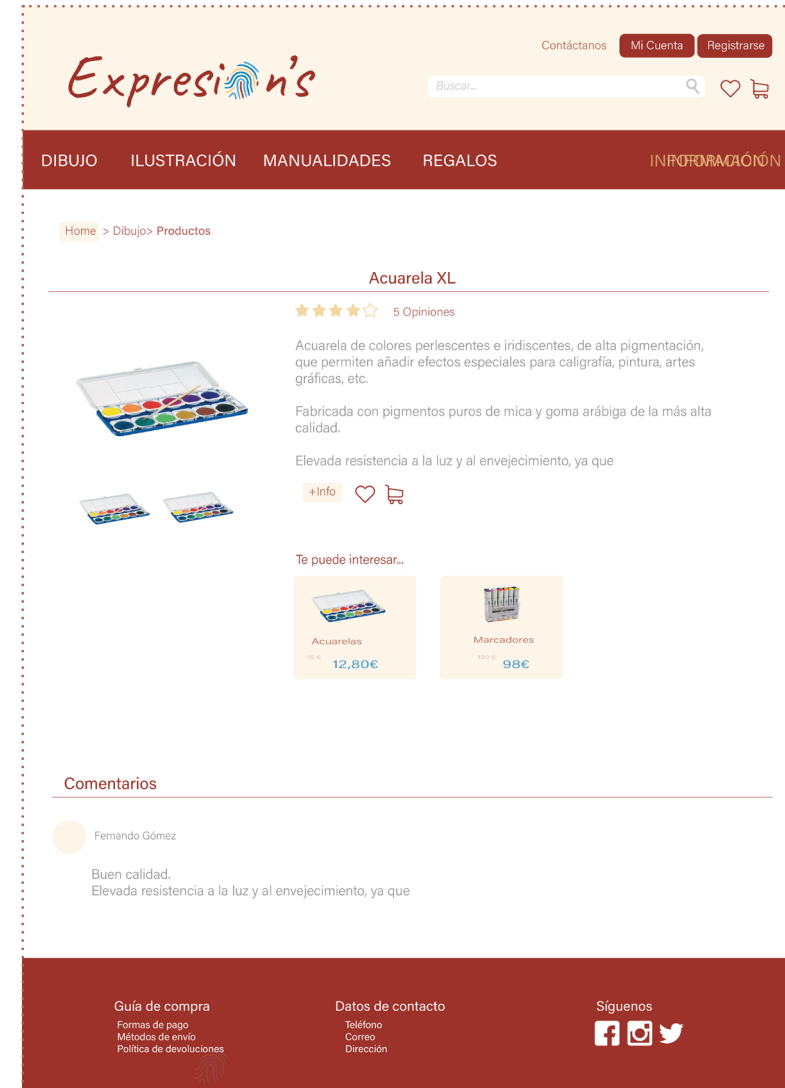 Contáctanos Mi Cuenta Registrarse
Expresión's
Buscar...
DIBUJO ILUSTRACIÓN MANUALIDADES REGALOS INFORMACIÓN
Home > Dibujo> Productos
Acuarela XL
5 Opiniones
Acuarela de colores perlescentes e iridiscentes, de alta pigmentación,
que permiten añadir efectos especiales para caligrafía, pintura, artes
gráficas, etc.
Fabricada con pigmentos puros de mica y goma arábiga de la más alta
calidad.
Elevada resistencia a la luz y al envejecimiento, ya que
+Info
Te puede interesar...
Acuarelas
15 € 12,80€
Marcadores
100 € 98€
Comentarios
Fernando Gómez
Buen calidad.
Elevada resistencia a la luz y al envejecimiento, ya que
Guía de compra
Formas de pago
Métodos de envío
Política de devoluciones
Datos de contacto
Teléfono
Correo
Dirección
Síguenos